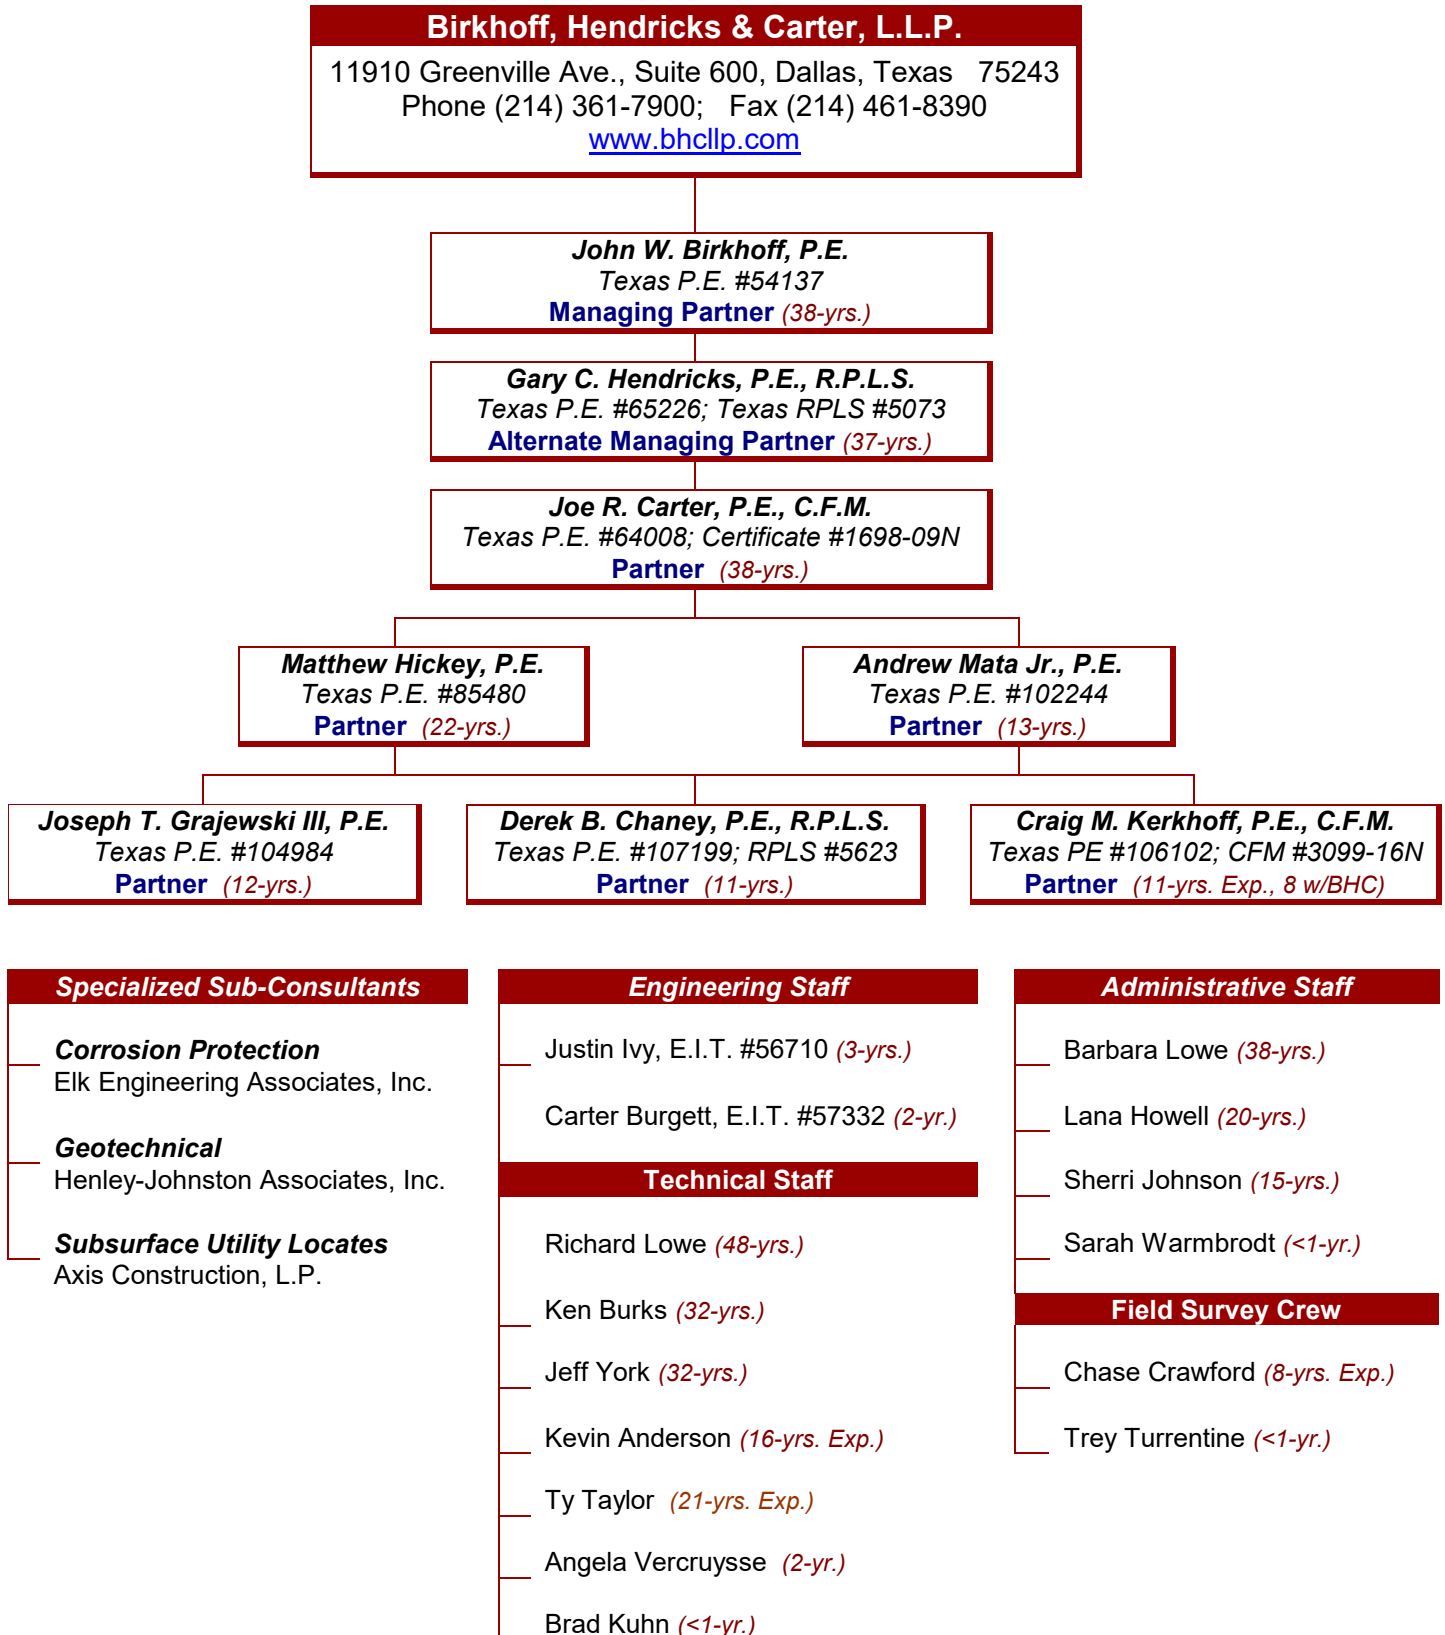 Birkhoff, Hendricks & Carter, L.L.P.
11910 Greenville Ave., Suite 600, Dallas, Texas 75243
Phone (214) 361-7900; Fax (214) 461-8390
www.bhcllp.com
John W. Birkhoff, P.E.
Texas P.E. #54137
Managing Partner (38-yrs.)
Gary C. Hendricks, P.E., R.P.L.S.
Texas P.E. #65226; Texas RPLS #5073
Alternate Managing Partner (37-yrs.)
Joe R. Carter, P.E., C.F.M.
Texas P.E. #64008; Certificate #1698-09N
Partner (38-yrs.)
Matthew Hickey, P.E.
Texas P.E. #85480
Partner (22-yrs.)
Andrew Mata Jr., P.E.
Texas P.E. #102244
Partner (13-yrs.)
Joseph T. Grajewski III, P.E.
Texas P.E. #104984
Partner (12-yrs.)
Derek B. Chaney, P.E., R.P.L.S.
Texas P.E. #107199; RPLS #5623
Partner (11-yrs.)
Craig M. Kerkhoff, P.E., C.F.M.
Texas PE #106102; CFM #3099-16N
Partner (11-yrs. Exp., 8 w/BHC)
Specialized Sub-Consultants
Corrosion Protection
Elk Engineering Associates, Inc.
Geotechnical
Henley-Johnston Associates, Inc.
Subsurface Utility Locates
Axis Construction, L.P.
Engineering Staff
Justin Ivy, E.I.T. #56710 (3-yrs.)
Carter Burgett, E.I.T. #57332 (2-yr.)
Technical Staff
Richard Lowe (48-yrs.)
Ken Burks (32-yrs.)
Jeff York (32-yrs.)
Kevin Anderson (16-yrs. Exp.)
Ty Taylor (21-yrs. Exp.)
Angela Vercruysse (2-yr.)
Brad Kuhn (<1-yr.)
Administrative Staff
Barbara Lowe (38-yrs.)
Lana Howell (20-yrs.)
Sherri Johnson (15-yrs.)
Sarah Warmbrodt (<1-yr.)
Field Survey Crew
Chase Crawford (8-yrs. Exp.)
Trey Turrentine (<1-yr.)